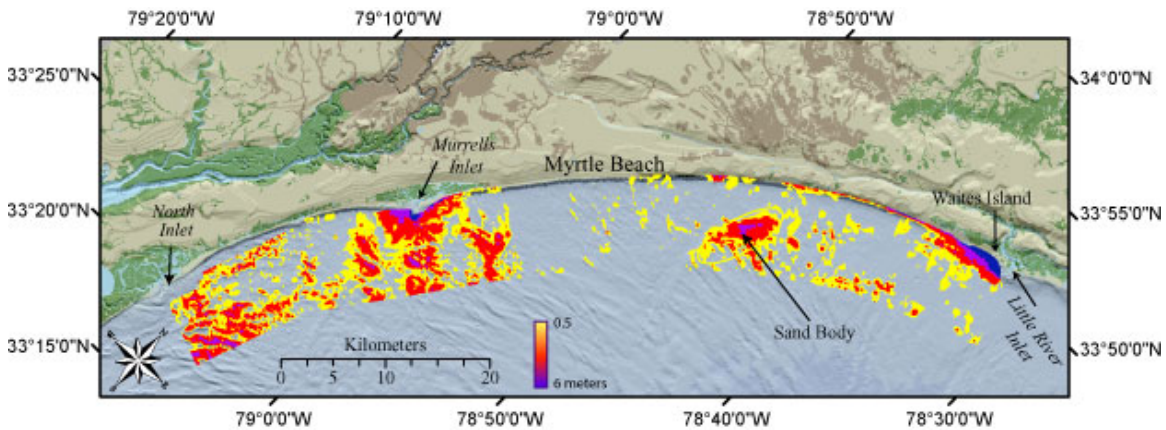 79°20'0"W 79°10'0"W 79°00'0"W 78°50'0"W
33°25'0"N
34°0'0"N
Murrells
Inlet
Myrtle Beach
North
Inlet
Waites Island
33°20'0"N
33°55'0"N
Sand Body
Little River
Inlet
0.5
6 meters
Kilometers
0 5 10 20
33°15'0"N
33°50'0"N
79°0'0"W 78°50'0"W 78°40'0"W 78°30'0"W